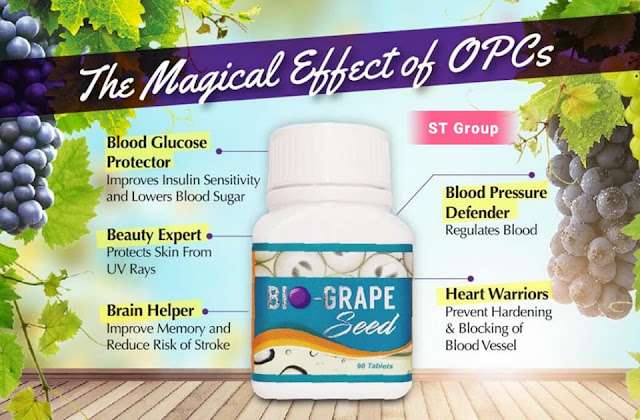 The Magical Effect of OPCs
ST Group
Blood Glucose
Protector
Improves Insulin Sensitivity
and Lowers Blood Sugar
Beauty Expert
Protects Skin From
UV Rays
Brain Helper
Improve Memory and
Reduce Risk of Stroke
Blood Pressure
Defender
Regulates Blood
Heart Warriors
Prevent Hardening
& Blocking of
Blood Vessel
BIO-GRAPE
Seed
90 Tablets